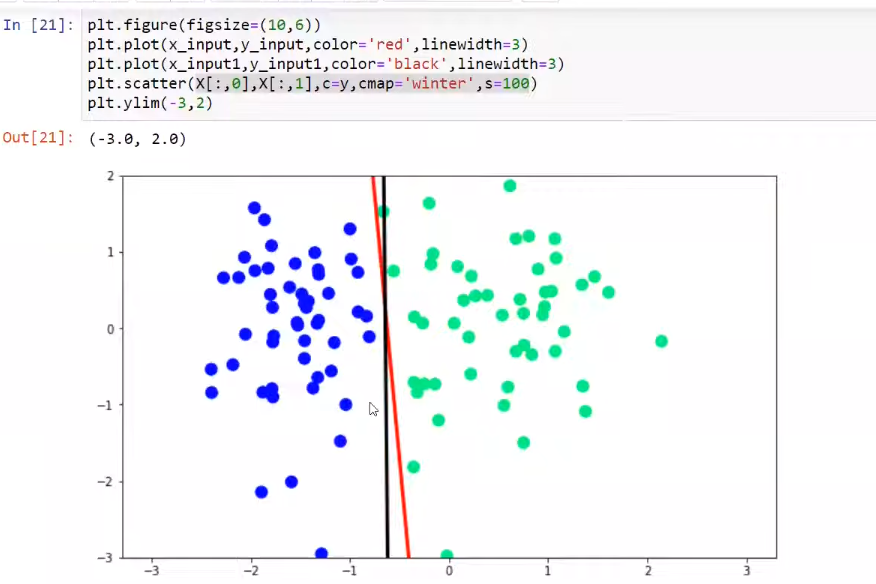 In [21]: plt.figure(figsize=(10,6))
plt.plot(x_input,y_input,color='red',linewidth=3)
plt.plot(x_input1,y_input1,color='black',linewidth=3)
plt.scatter(X[:,0],X[:,1],c=y,cmap='winter',s=100)
plt.ylim(-3,2)
Out[21]: (-3.0, 2.0)
2
1
0
−1
−2
−3
−3 −2 −1 0 1 2 3